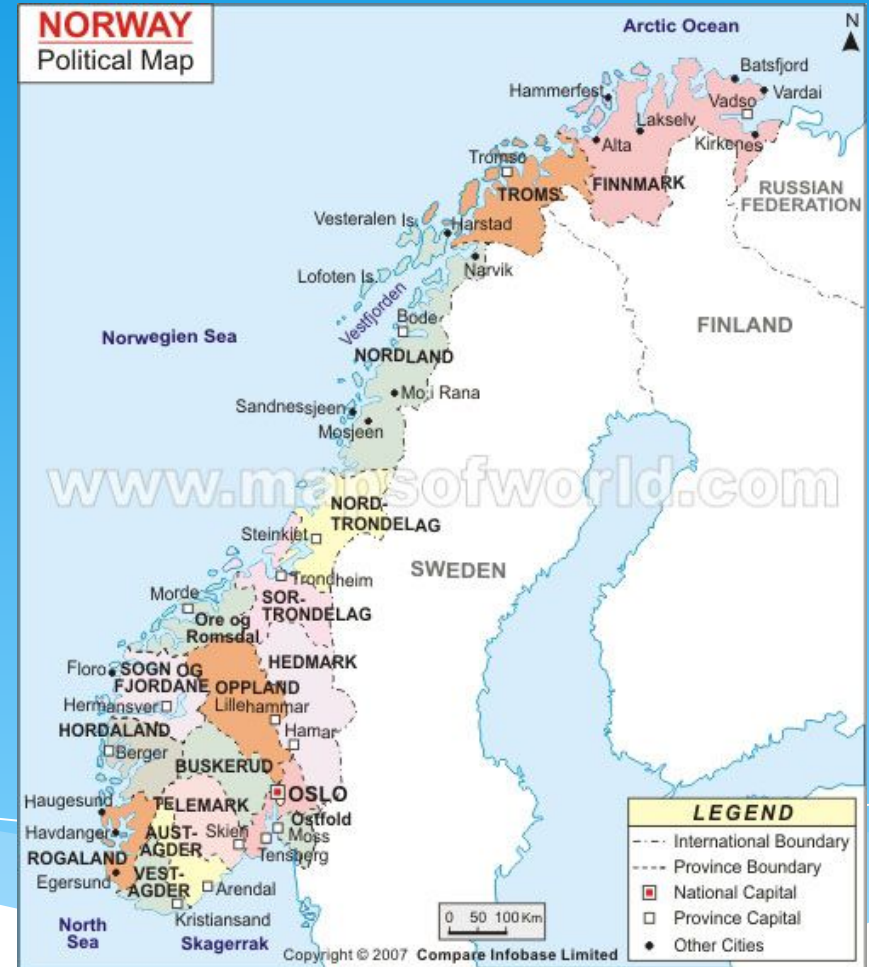 NORWAY
Political Map
Arctic Ocean
N
Batsfjord
Hammerfest
Vardai
Vadso
Lakselv
Alta
Kirkenes
Tromso
TROMS
FINNMARK
RUSSIAN
FEDERATION
Vesteralen Is.
Harstad
Narvik
Lofoten Is.
Vestfjorden
Bode
FINLAND
Norwegien Sea
NORDLAND
Mo,i Rana
Sandnessjeen
Mosjeen
www.mapsofworld.com
NORD-
TRONDELAG
Steinkiet
SWEDEN
Trondheim
Morde
SOR-
TRONDELAG
Ore og
Romsdal
HEDMARK
Floro
SOGN OG
FJORDANE
OPPLAND
Hermansver
Lillehammar
HORDALAND
Hamar
Berger
BUSKERUD
OSLO
Haugesund
TELEMARK
Ostfold
Havdanger
AUST-
AGDER
Skien
Moss
Tensberg
ROGALAND
VEST-
AGDER
Egersund
Arendal
Kristiansand
North
Sea
Skagerrak
LEGEND
International Boundary
Province Boundary
National Capital
Province Capital
Other Cities
0 50 100 Km
Copyright © 2007 Compare Infobase Limited